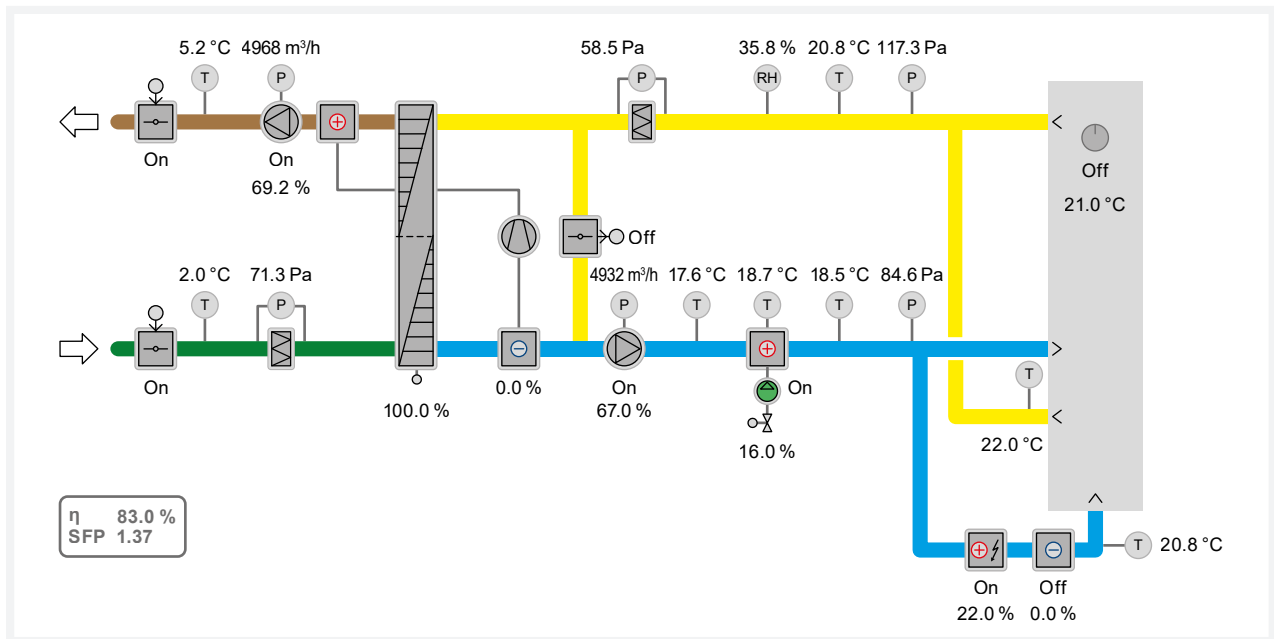 5.2 °C 4968 m³/h 58.5 Pa 35.8 % 20.8 °C 117.3 Pa
T P P RH T P
On On Off
69.2 % 21.0 °C
Off
2.0 °C 71.3 Pa 4932 m³/h 17.6 °C 18.7 °C 18.5 °C 84.6 Pa
T P P T T T P
T
On 0.0 % On On
100.0 % 67.0 %
16.0 % 22.0 °C
η 83.0 %
SFP 1.37
T 20.8 °C
On Off
22.0 % 0.0 %